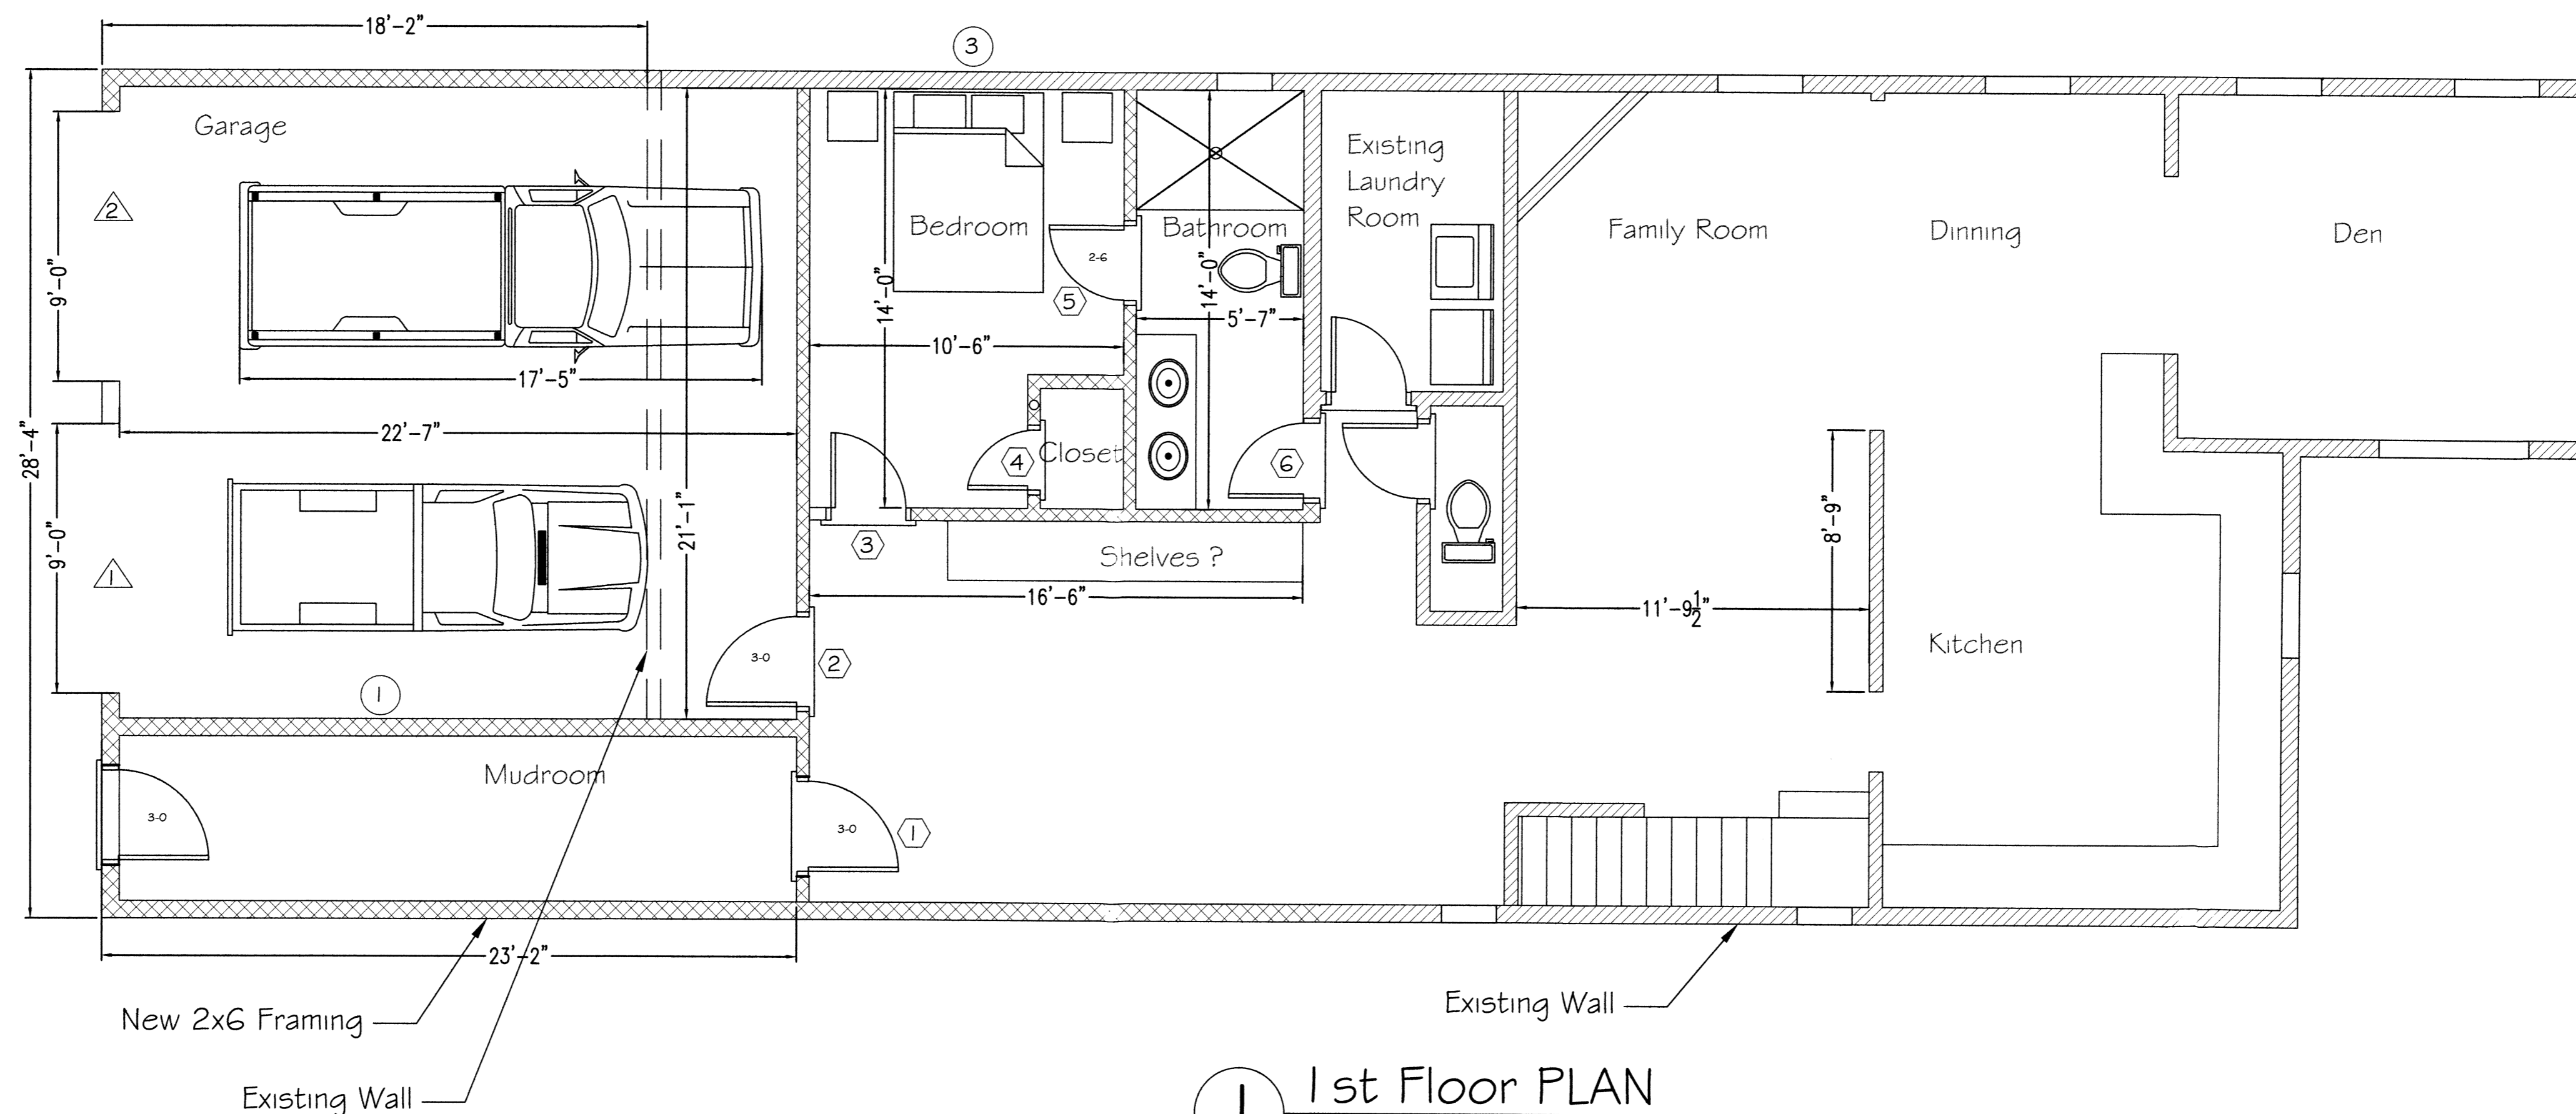 18'-2"
3
Garage
Existing
Laundry
Room
2
Bedroom
Bathroom
Family Room
Dinning
Den
2-6
9'-0"
14'-0"
14'-0"
5
5'-7"
10'-6"
17'-5"
22'-7"
28'-4"
4
Closet
6
8'-9"
21'-1"
9'-0"
1
3
Shelves ?
16'-6"
11'-9 1/2"
3-0
2
Kitchen
1
Mudroom
3-0
3-0
1
23'-2"
New 2x6 Framing
Existing Wall
Existing Wall
1
1st Floor PLAN